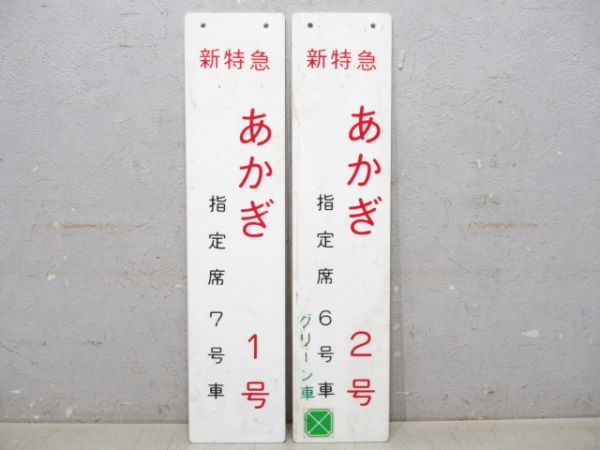 新特急
あかぎ 1号
指定席 7号車
新特急
あかぎ 2号
指定席 6号車
グリーン車